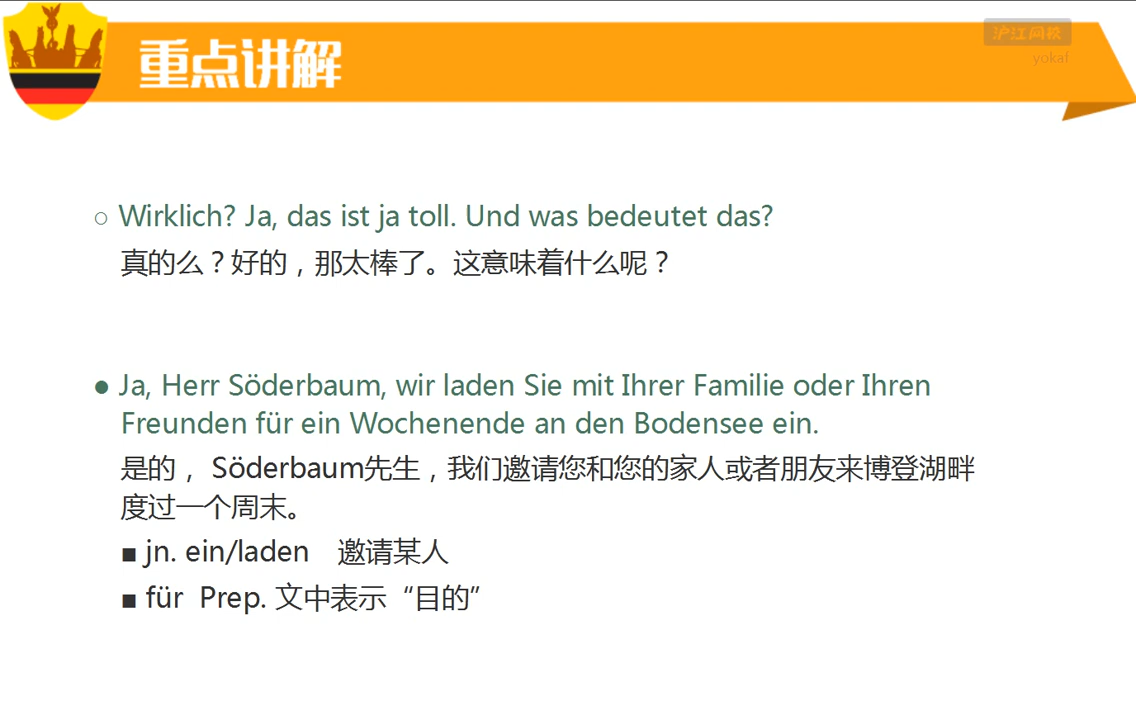 重点讲解
沪江网校
yokaf
○ Wirklich? Ja, das ist ja toll. Und was bedeutet das?
真的么？好的，那太棒了。这意味着什么呢？
● Ja, Herr Söderbaum, wir laden Sie mit Ihrer Familie oder Ihren
Freunden für ein Wochenende an den Bodensee ein.
是的， Söderbaum先生，我们邀请您和您的家人或者朋友来博登湖畔
度过一个周末。
■ jn. ein/laden 邀请某人
■ für Prep. 文中表示“目的”